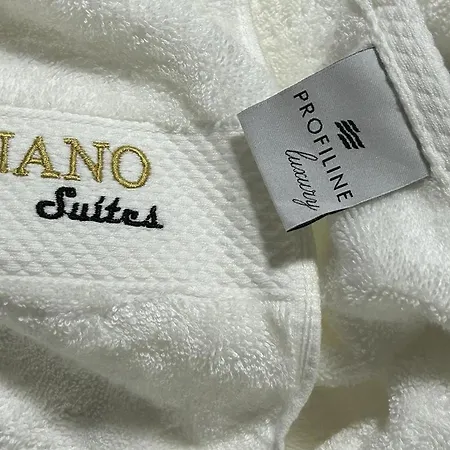 IANO
Suites
PROFILINE
luxury